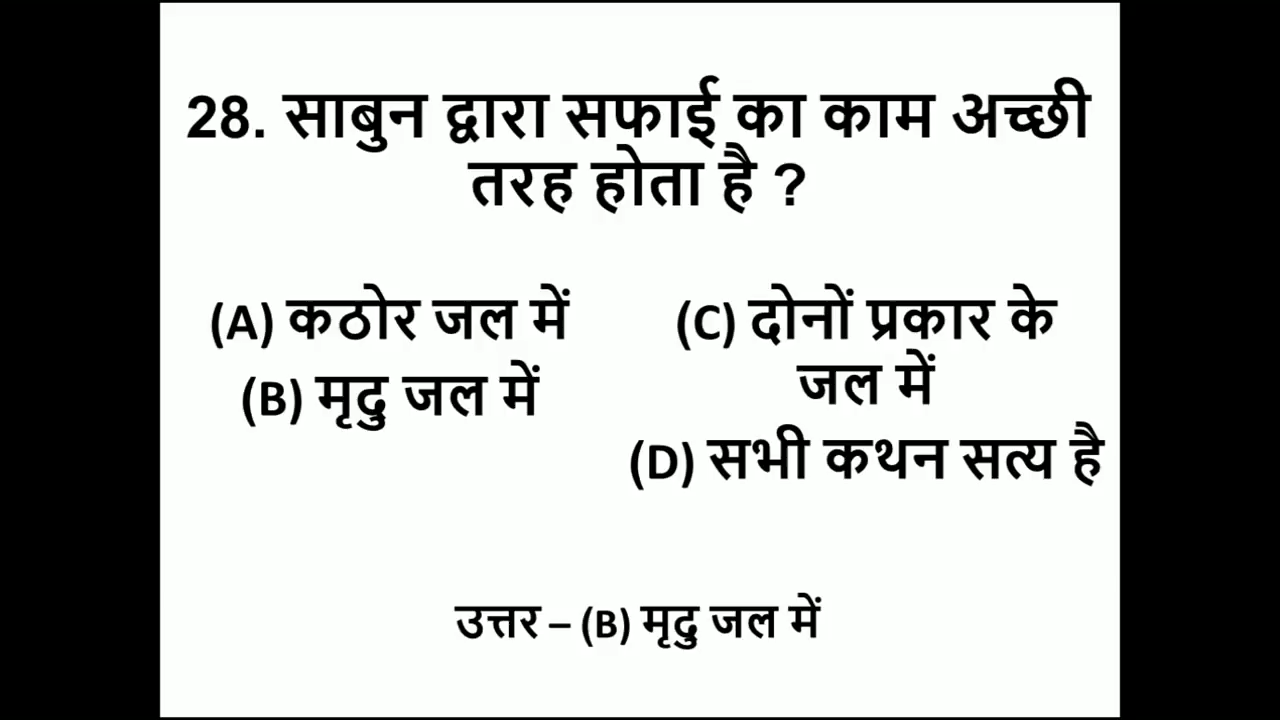 28. साबुन द्वारा सफाई का काम अच्छी
तरह होता है ?
(A) कठोर जल में
(B) मृदु जल में
(C) दोनों प्रकार के
जल में
(D) सभी कथन सत्य है
उत्तर – (B) मृदु जल में